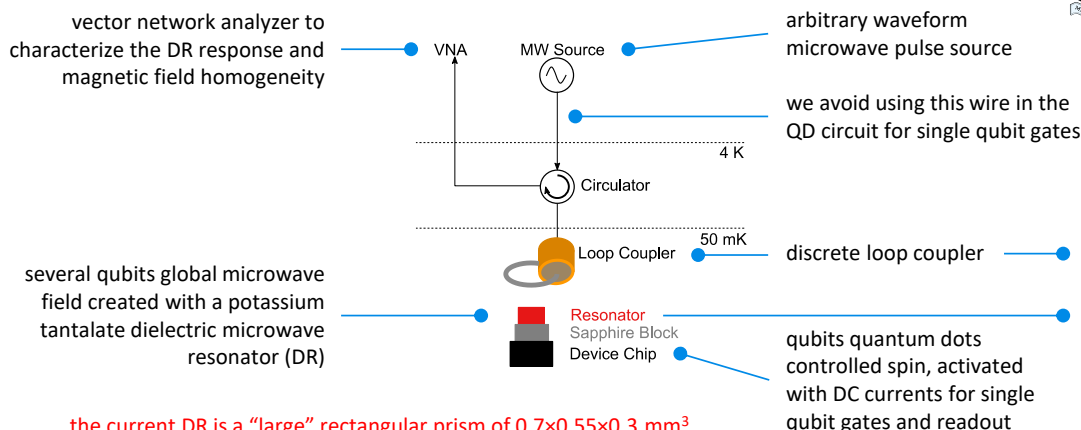 vector network analyzer to
characterize the DR response and
magnetic field homogeneity
VNA
MW Source
arbitrary waveform
microwave pulse source
we avoid using this wire in the
QD circuit for single qubit gates
4 K
Circulator
50 mK
Loop Coupler
discrete loop coupler
several qubits global microwave
field created with a potassium
tantalate dielectric microwave
resonator (DR)
Resonator
Sapphire Block
Device Chip
qubits quantum dots
controlled spin, activated
with DC currents for single
qubit gates and readout
the current DR is a “large” rectangular prism of 0.7×0.55×0.3 mm³